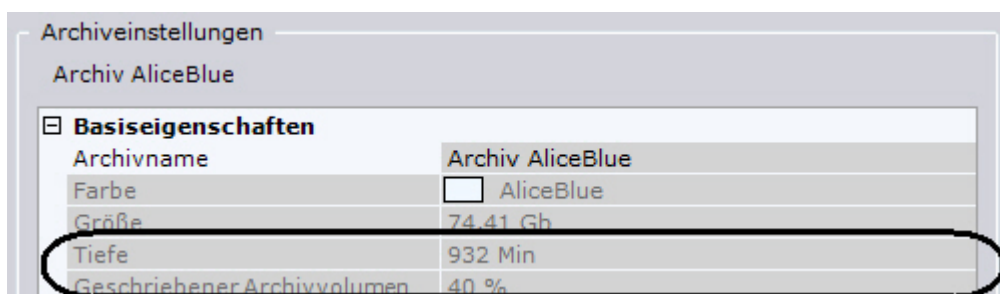 Archiveinstellungen
Archiv AliceBlue
Basiseigenschaften
Archivname Archiv AliceBlue
Farbe AliceBlue
Größe 74.41 Gb
Tiefe 932 Min
Geschriebener Archivvolumen 40 %